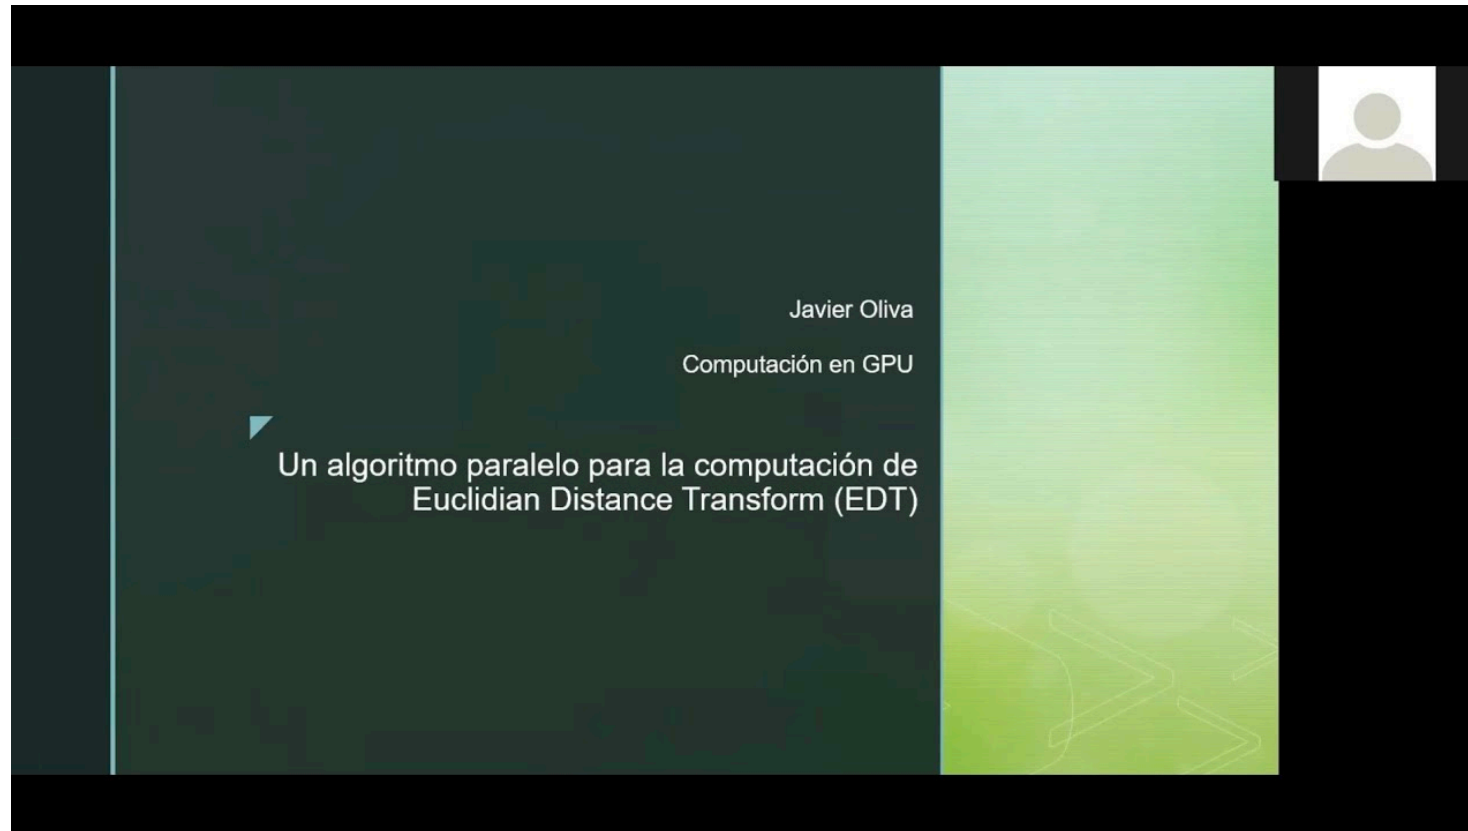 Javier Oliva
Computación en GPU
Un algoritmo paralelo para la computación de
Euclidian Distance Transform (EDT)